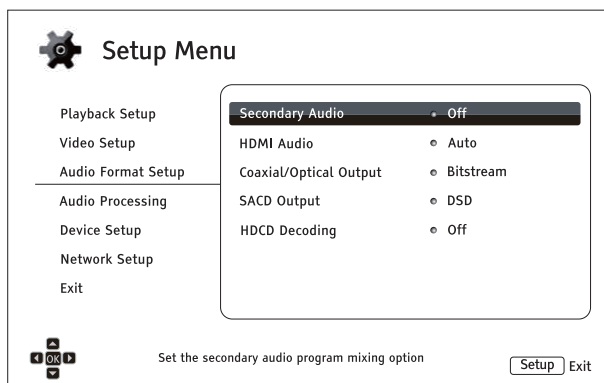 Setup Menu
Playback Setup
Video Setup
Audio Format Setup
Audio Processing
Device Setup
Network Setup
Exit
Secondary Audio Off
HDMI Audio Auto
Coaxial/Optical Output Bitstream
SACD Output DSD
HDCD Decoding Off
OK
Set the secondary audio program mixing option
Setup Exit